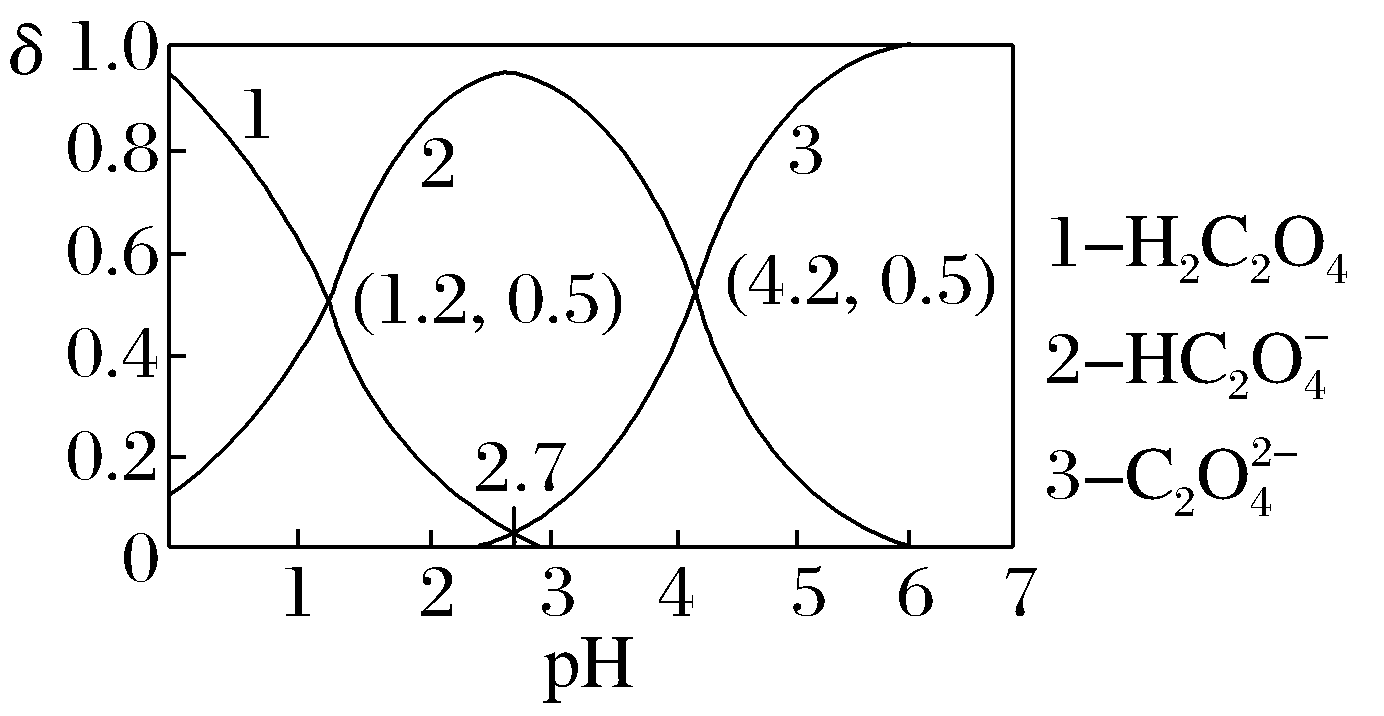 δ 1.0
0.8
0.6
0.4
0.2
0
1
2
3
(1.2, 0.5)
(4.2, 0.5)
2.7
1 2 3 4 5 6 7
pH
1–H₂C₂O₄
2–HC₂O₄⁻
3–C₂O₄²⁻